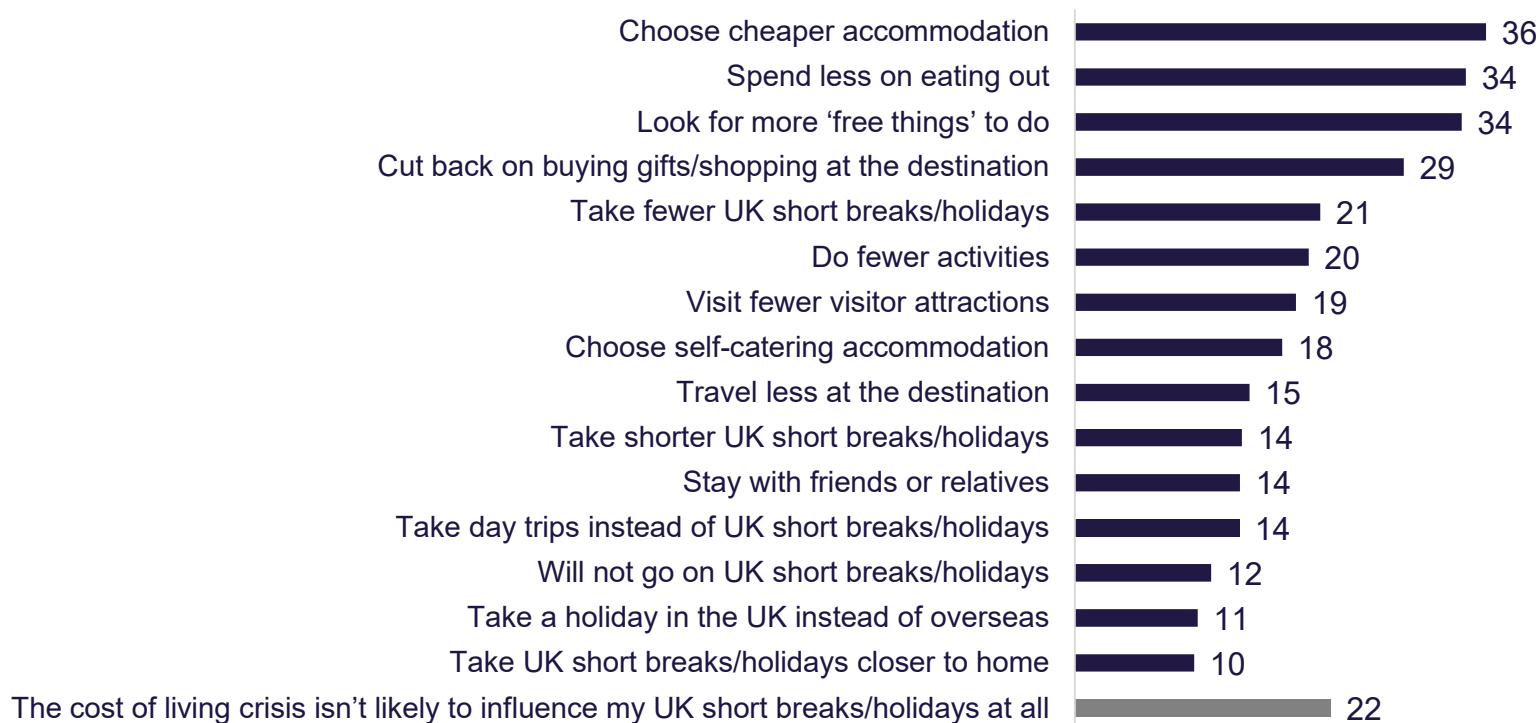 Choose cheaper accommodation 36
Spend less on eating out 34
Look for more ‘free things’ to do 34
Cut back on buying gifts/shopping at the destination 29
Take fewer UK short breaks/holidays 21
Do fewer activities 20
Visit fewer visitor attractions 19
Choose self-catering accommodation 18
Travel less at the destination 15
Take shorter UK short breaks/holidays 14
Stay with friends or relatives 14
Take day trips instead of UK short breaks/holidays 14
Will not go on UK short breaks/holidays 12
Take a holiday in the UK instead of overseas 11
Take UK short breaks/holidays closer to home 10
The cost of living crisis isn’t likely to influence my UK short breaks/holidays at all 22